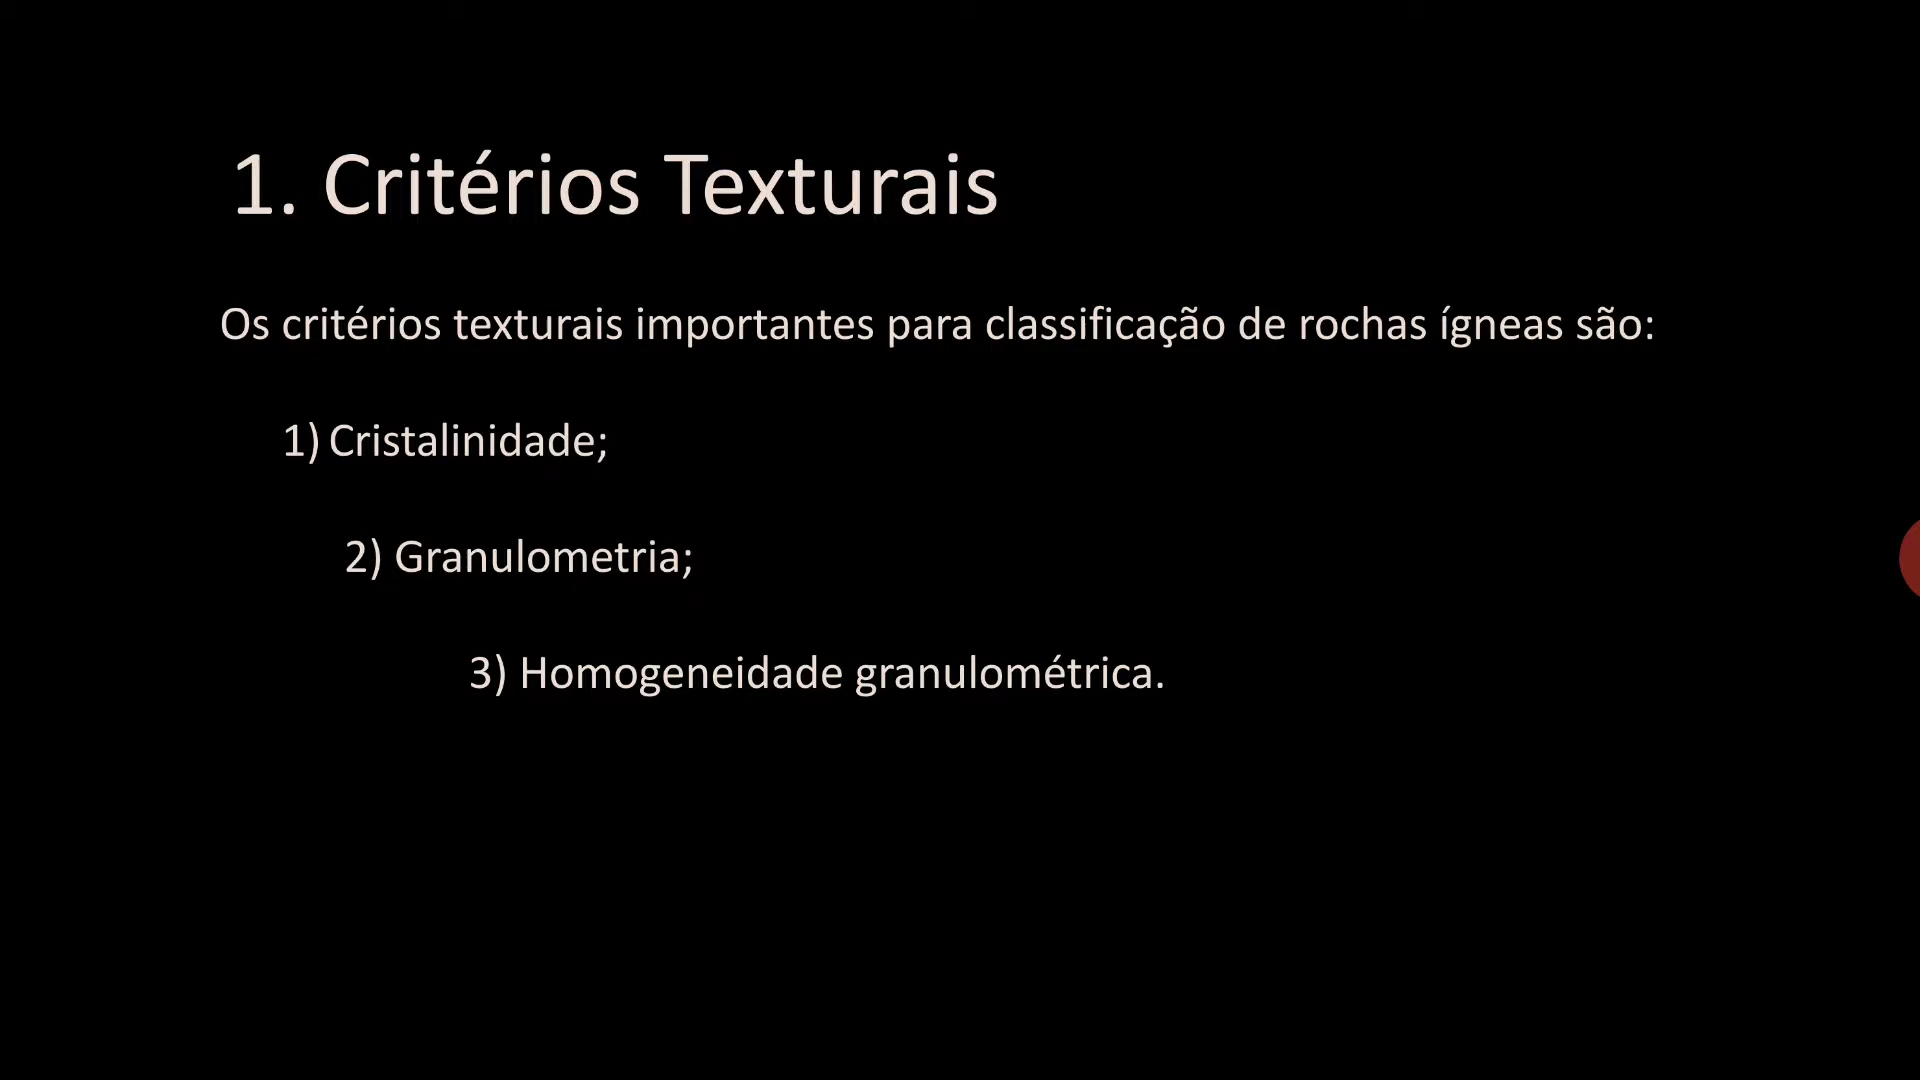 1. Critérios Texturais
Os critérios texturais importantes para classificação de rochas ígneas são:
1) Cristalinidade;
2) Granulometria;
3) Homogeneidade granulométrica.